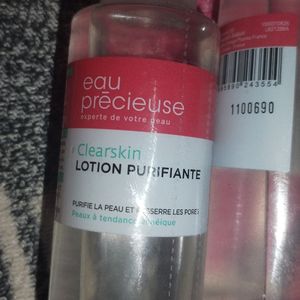 eau
précieuse
experte de votre peau
Clearskin
LOTION PURIFIANTE
PURIFIE LA PEAU ET RESSERRE LES PORES
Peaux à tendance acnéique
1100690